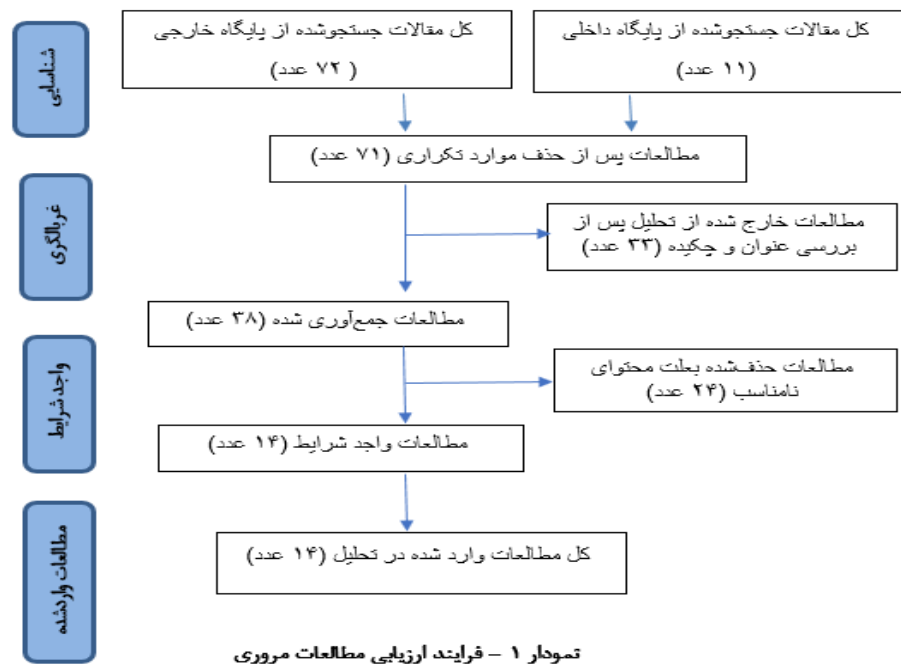 شناسایی
کل مقالات جستجوشده از پایگاه داخلی
(۱۱ عدد)
کل مقالات جستجوشده از پایگاه خارجی
( ۷۲ عدد)
مطالعات پس از حذف موارد تکراری (۷۱ عدد)
غربالگری
مطالعات خارج شده از تحلیل پس از
بررسی عنوان و چکیده (۳۳ عدد)
مطالعات جمع‌آوری شده (۳۸ عدد)
واجد شرایط
مطالعات حذف‌شده بعلت محتوای
نامناسب (۲۴ عدد)
مطالعات واجد شرایط (۱۴ عدد)
مطالعات واردشده
کل مطالعات وارد شده در تحلیل (۱۴ عدد)
نمودار ۱ – فرایند ارزیابی مطالعات مروری